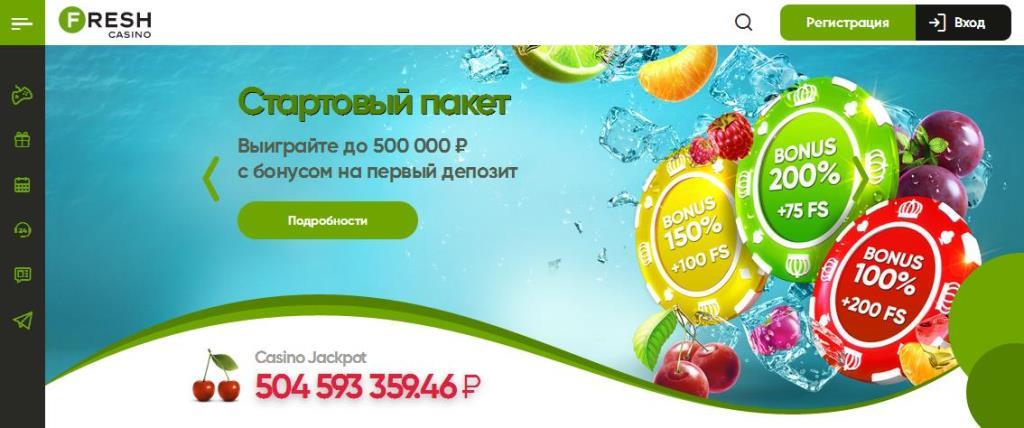 FRESH
CASINO
Регистрация
Вход
Стартовый пакет
Выиграйте до 500 000 ₽
с бонусом на первый депозит
Подробности
BONUS
200%
+75 FS
BONUS
150%
+100 FS
BONUS
100%
+200 FS
24
Casino Jackpot
504 593 359.46 ₽